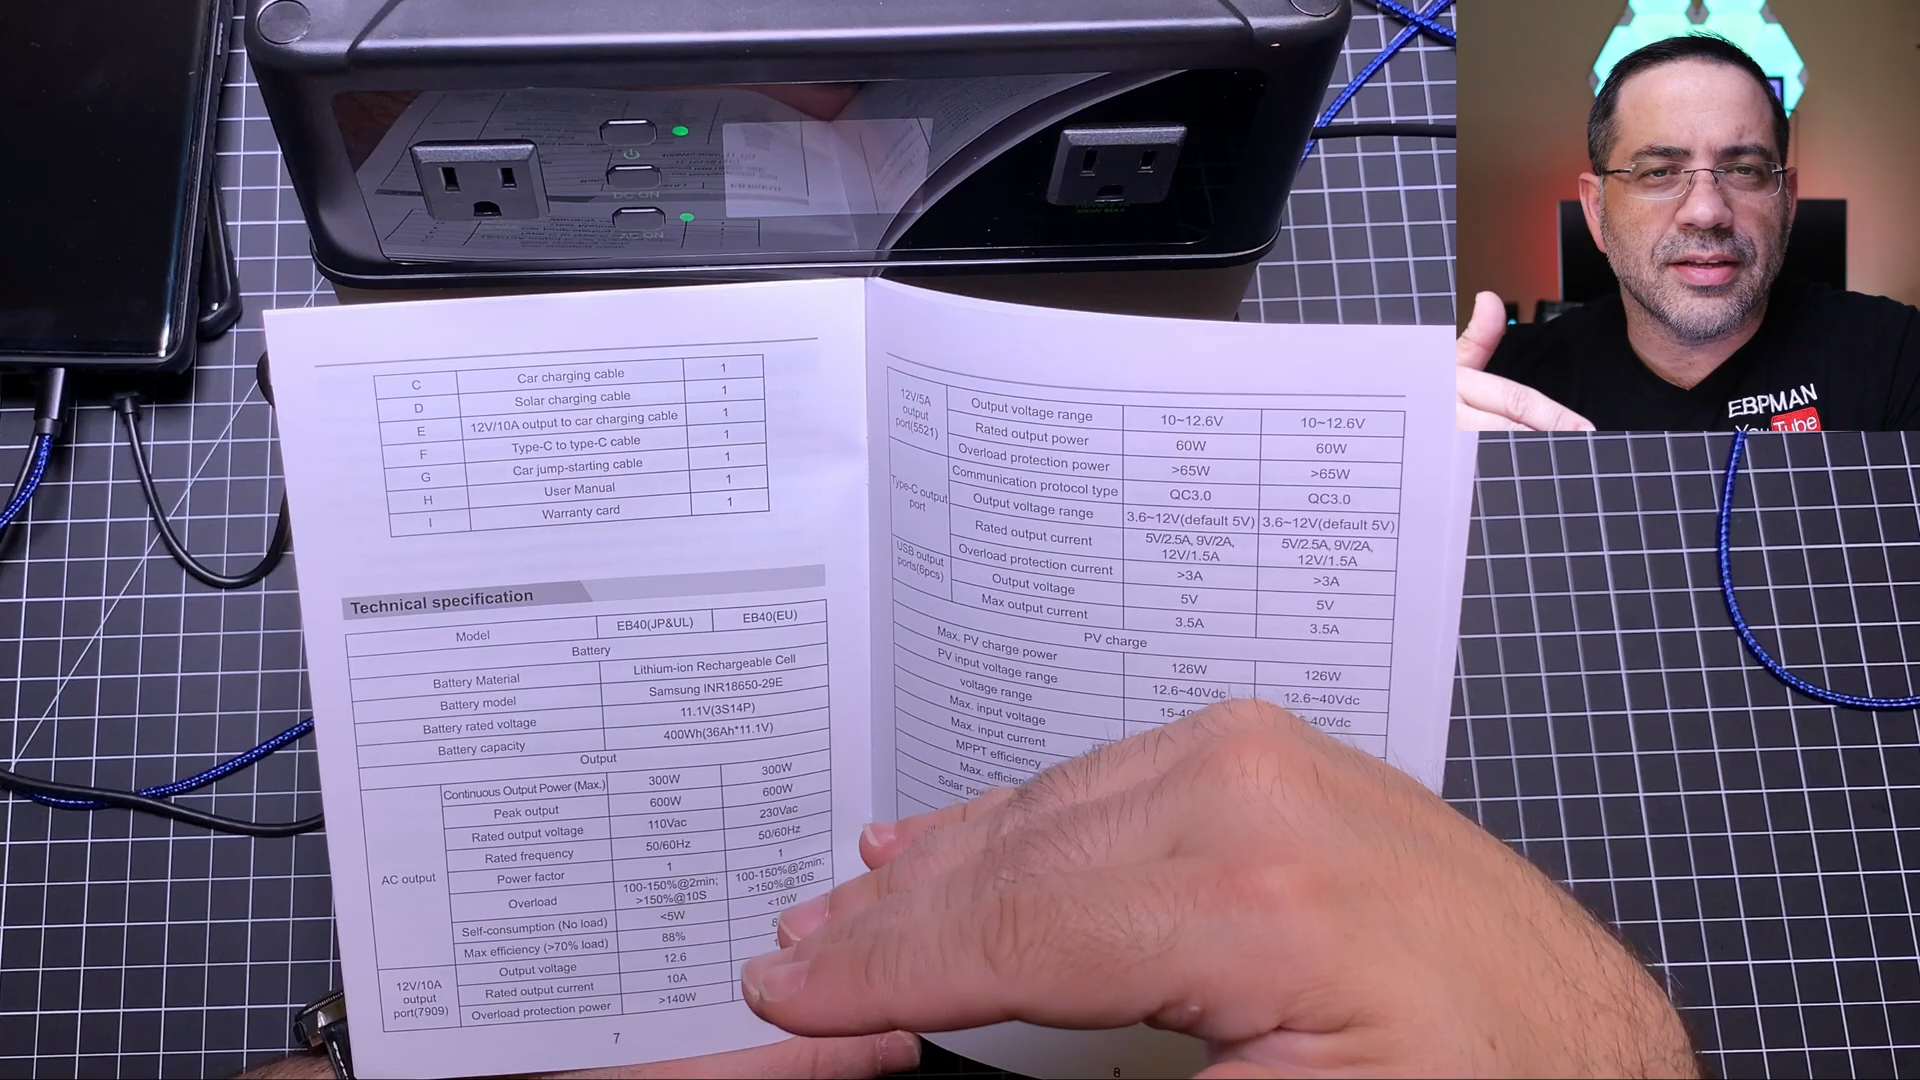 DC ON
AC ON
300W MAX
EBPMAN
YouTube
C Car charging cable 1
D Solar charging cable 1
E 12V/10A output to car charging cable 1
F Type-C to type-C cable 1
G Car jump-starting cable 1
H User Manual 1
I Warranty card 1
Technical specification
Model EB40(JP&UL) EB40(EU)
Battery
Battery Material Lithium-ion Rechargeable Cell
Battery model Samsung INR18650-29E
Battery rated voltage 11.1V(3S14P)
Battery capacity 400Wh(36Ah*11.1V)
Output
AC output
Continuous Output Power (Max.) 300W 300W
Peak output 600W 600W
Rated output voltage 110Vac 230Vac
Rated frequency 50/60Hz 50/60Hz
Power factor 1 1
Overload 100-150%@2min; >150%@10S 100-150%@2min; >150%@10S
Self-consumption (No load) <5W <10W
Max efficiency (>70% load) 88%
12V/10A output port(7909)
Output voltage 12.6
Rated output current 10A
Overload protection power >140W
7
12V/5A output port(5521)
Output voltage range 10~12.6V 10~12.6V
Rated output power 60W 60W
Overload protection power >65W >65W
Type-C output port
Communication protocol type QC3.0 QC3.0
Output voltage range 3.6~12V(default 5V) 3.6~12V(default 5V)
Rated output current 5V/2.5A, 9V/2A, 12V/1.5A 5V/2.5A, 9V/2A, 12V/1.5A
Overload protection current >3A >3A
USB output ports(6pcs)
Output voltage 5V 5V
Max output current 3.5A 3.5A
PV charge
Max. PV charge power 126W 126W
PV input voltage range 12.6~40Vdc 12.6~40Vdc
voltage range
Max. input voltage
Max. input current
MPPT efficiency
Max.
Solar
8